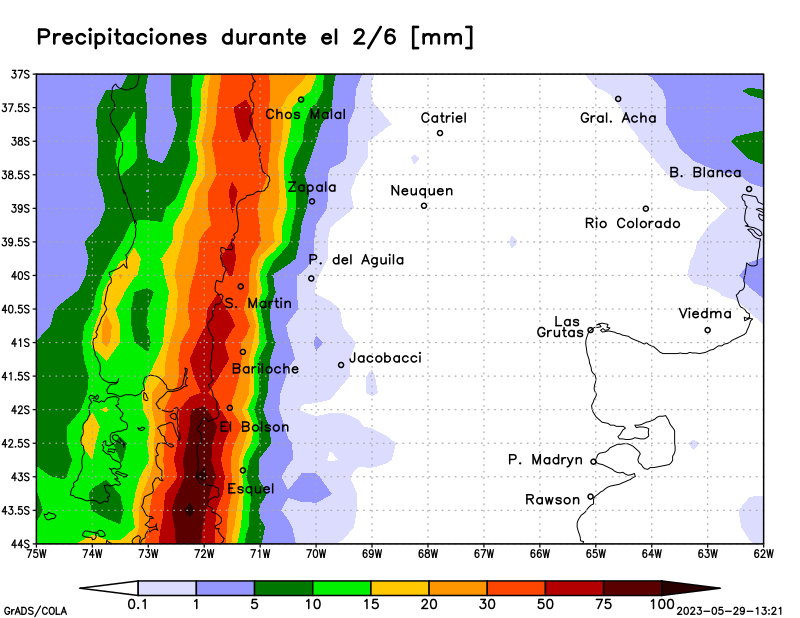 Precipitaciones durante el 2/6 [mm]
37S
37.5S
38S
38.5S
39S
39.5S
40S
40.5S
41S
41.5S
42S
42.5S
43S
43.5S
44S
Chos Malal
Catriel
Gral. Acha
B. Blanca
Zapala
Neuquen
Rio Colorado
P. del Aguila
S. Martin
Viedma
Las
Grutas
Jacobacci
Bariloche
El Bolson
P. Madryn
Esquel
Rawson
75W 74W 73W 72W 71W 70W 69W 68W 67W 66W 65W 64W 63W 62W
0.1 1 5 10 15 20 30 50 75 100
GrADS/COLA
2023-05-29-13:21